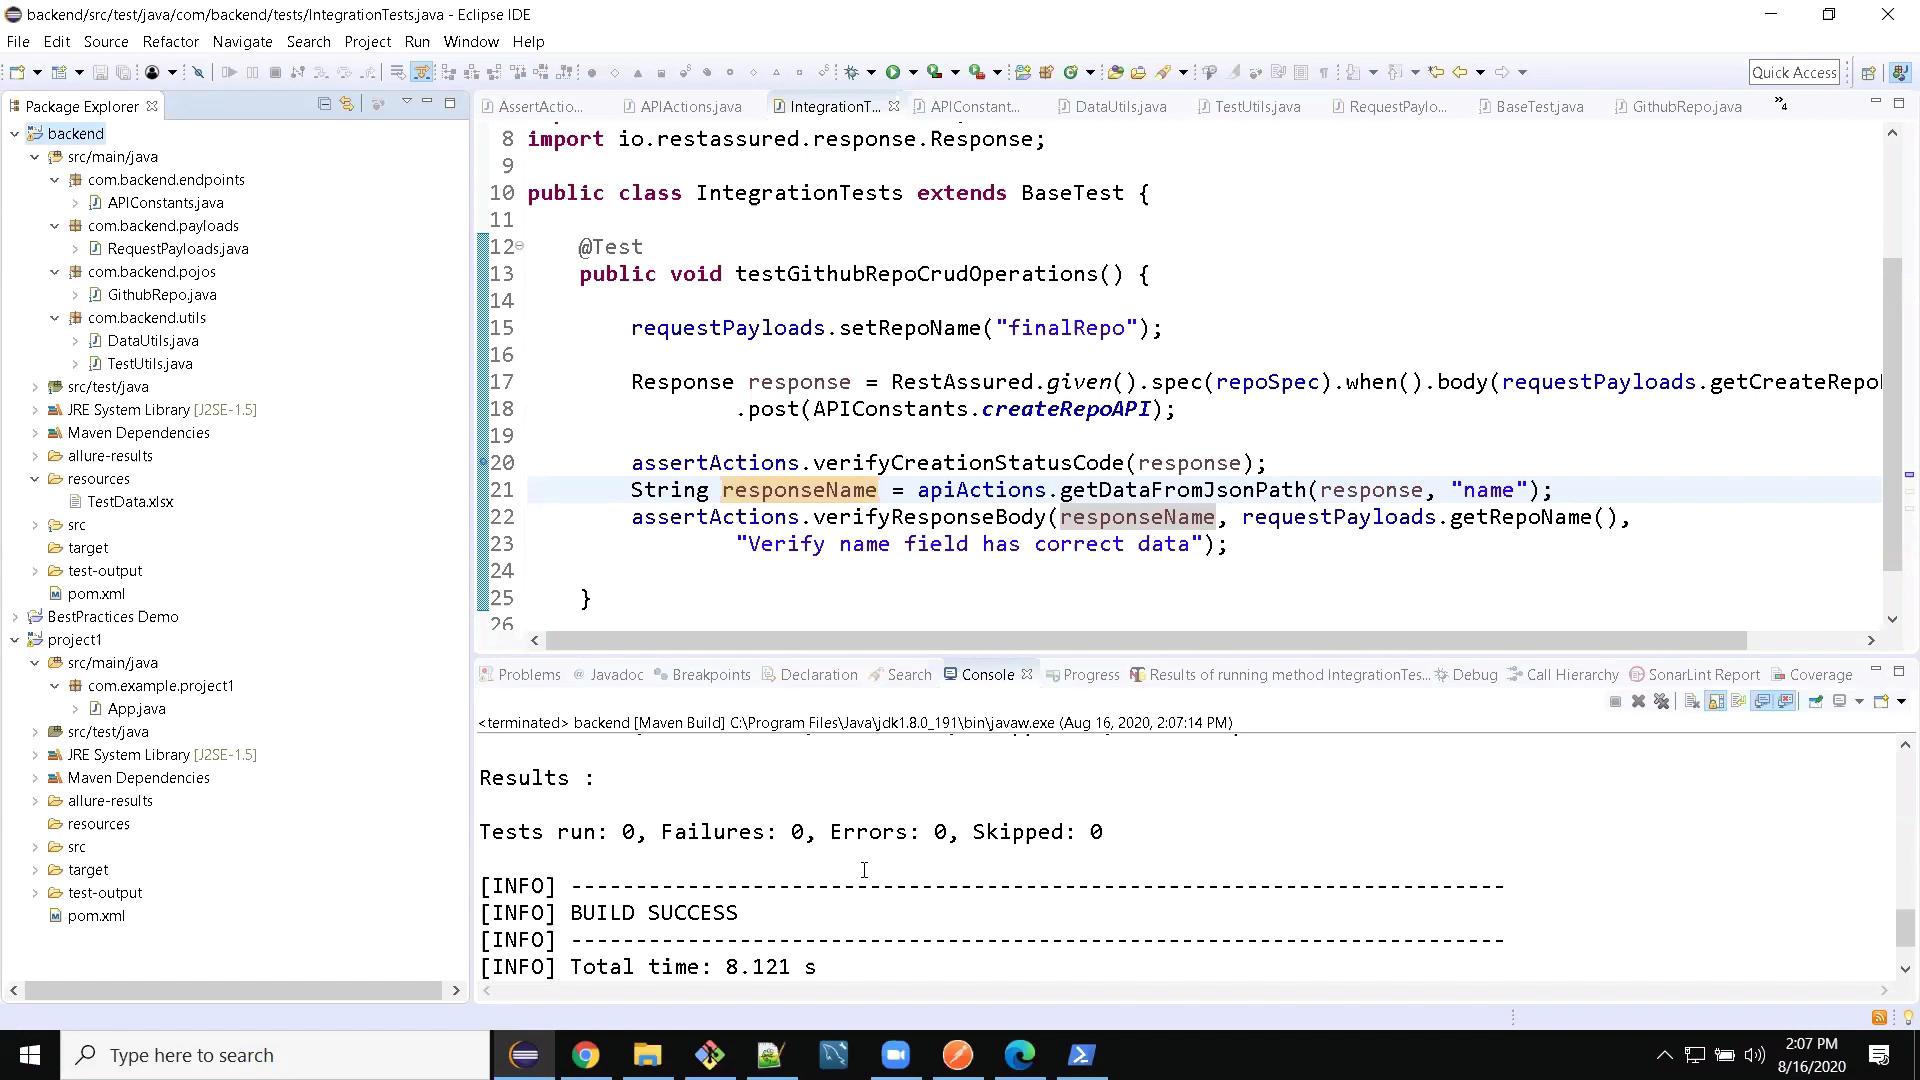 backend/src/test/java/com/backend/tests/IntegrationTests.java - Eclipse IDE
File Edit Source Refactor Navigate Search Project Run Window Help
Quick Access
Package Explorer
AssertActio... APIActions.java IntegrationT... APIConstant... DataUtils.java TestUtils.java RequestPaylo... BaseTest.java GithubRepo.java 4
backend
src/main/java
com.backend.endpoints
APIConstants.java
com.backend.payloads
RequestPayloads.java
com.backend.pojos
GithubRepo.java
com.backend.utils
DataUtils.java
TestUtils.java
src/test/java
JRE System Library [J2SE-1.5]
Maven Dependencies
allure-results
resources
TestData.xlsx
src
target
test-output
pom.xml
BestPractices Demo
project1
src/main/java
com.example.project1
App.java
src/test/java
JRE System Library [J2SE-1.5]
Maven Dependencies
allure-results
resources
src
target
test-output
pom.xml
8 import io.restassured.response.Response;
9
10 public class IntegrationTests extends BaseTest {
11
12 @Test
13 public void testGithubRepoCrudOperations() {
14
15 requestPayloads.setRepoName("finalRepo");
16
17 Response response = RestAssured.given().spec(repoSpec).when().body(requestPayloads.getCreateRepo
18 .post(APIConstants.createRepoAPI);
19
20 assertActions.verifyCreationStatusCode(response);
21 String responseName = apiActions.getDataFromJsonPath(response, "name");
22 assertActions.verifyResponseBody(responseName, requestPayloads.getRepoName(),
23 "Verify name field has correct data");
24
25 }
26
Problems Javadoc Breakpoints Declaration Search Console Progress Results of running method IntegrationTes... Debug Call Hierarchy SonarLint Report Coverage
<terminated> backend [Maven Build] C:\Program Files\Java\jdk1.8.0_191\bin\javaw.exe (Aug 16, 2020, 2:07:14 PM)
Results :
Tests run: 0, Failures: 0, Errors: 0, Skipped: 0
[INFO] ------------------------------------------------------------------------
[INFO] BUILD SUCCESS
[INFO] ------------------------------------------------------------------------
[INFO] Total time: 8.121 s
Type here to search
2:07 PM
8/16/2020